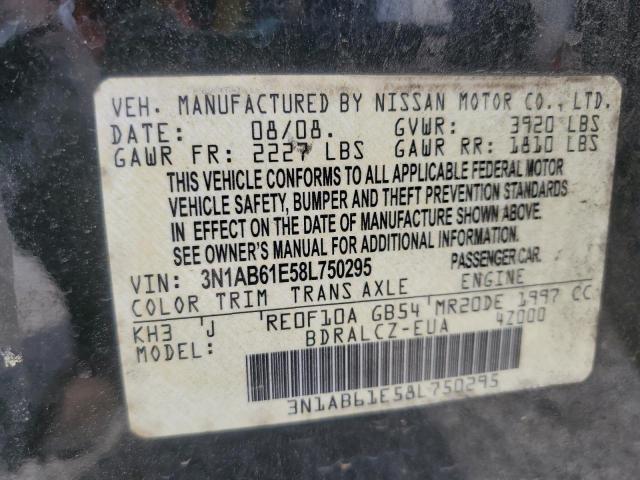 VEH. MANUFACTURED BY NISSAN MOTOR CO., LTD.
DATE: 08/08. GVWR: 3920 LBS
GAWR FR: 2227 LBS GAWR RR: 1810 LBS
THIS VEHICLE CONFORMS TO ALL APPLICABLE FEDERAL MOTOR
VEHICLE SAFETY, BUMPER AND THEFT PREVENTION STANDARDS
IN EFFECT ON THE DATE OF MANUFACTURE SHOWN ABOVE.
SEE OWNER'S MANUAL FOR ADDITIONAL INFORMATION
VIN: 3N1AB61E58L750295 PASSENGER CAR.
COLOR TRIM TRANS AXLE ENGINE
KH3 J RE0F10A GB54 MR20DE 1997 CC
MODEL: BDRALCZ-EUA 42000
3N1AB61E58L750295